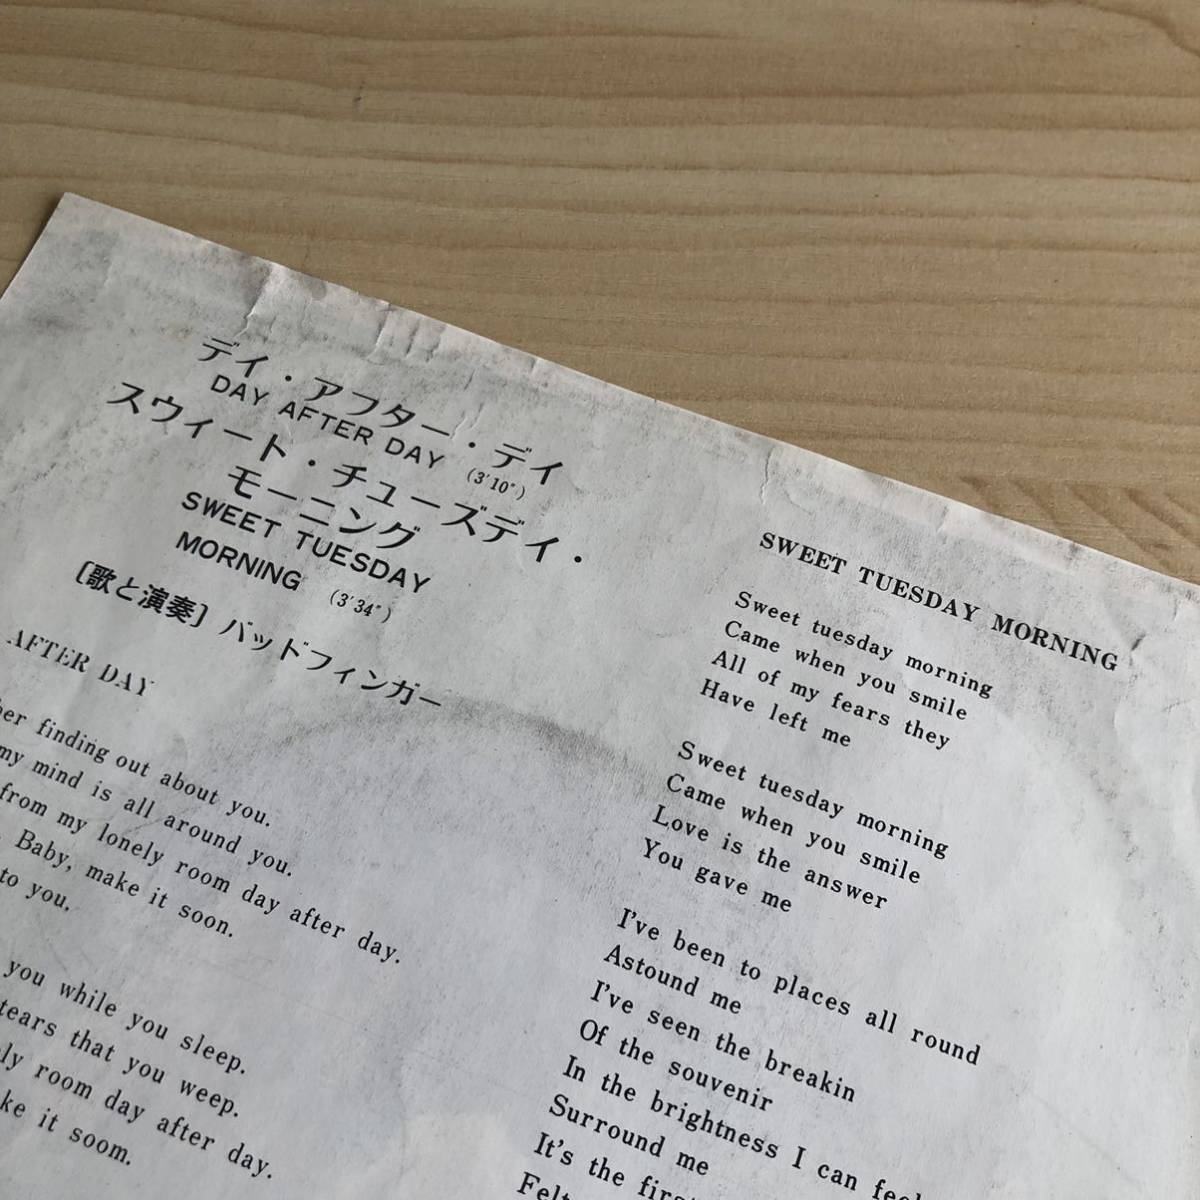 デイ・アフター・デイ
DAY AFTER DAY (3'10")
スウィート・チューズディ・
モーニング
SWEET TUESDAY
MORNING (3'34")
〔歌と演奏〕バッドフィンガー
AFTER DAY
finding out about you.
my mind is all around you.
from my lonely room day after day.
Baby, make it soon.
to you.
you while you sleep.
tears that you weep.
room day after day.
it soom.
SWEET TUESDAY MORNING
Sweet tuesday morning
Came when you smile
All of my fears they
Have left me
Sweet tuesday morning
Came when you smile
Love is the answer
You gave me
I've been to places all round
Astound me
I've seen the breakin
Of the souvenir
In the brightness I can
Surround me
It's the